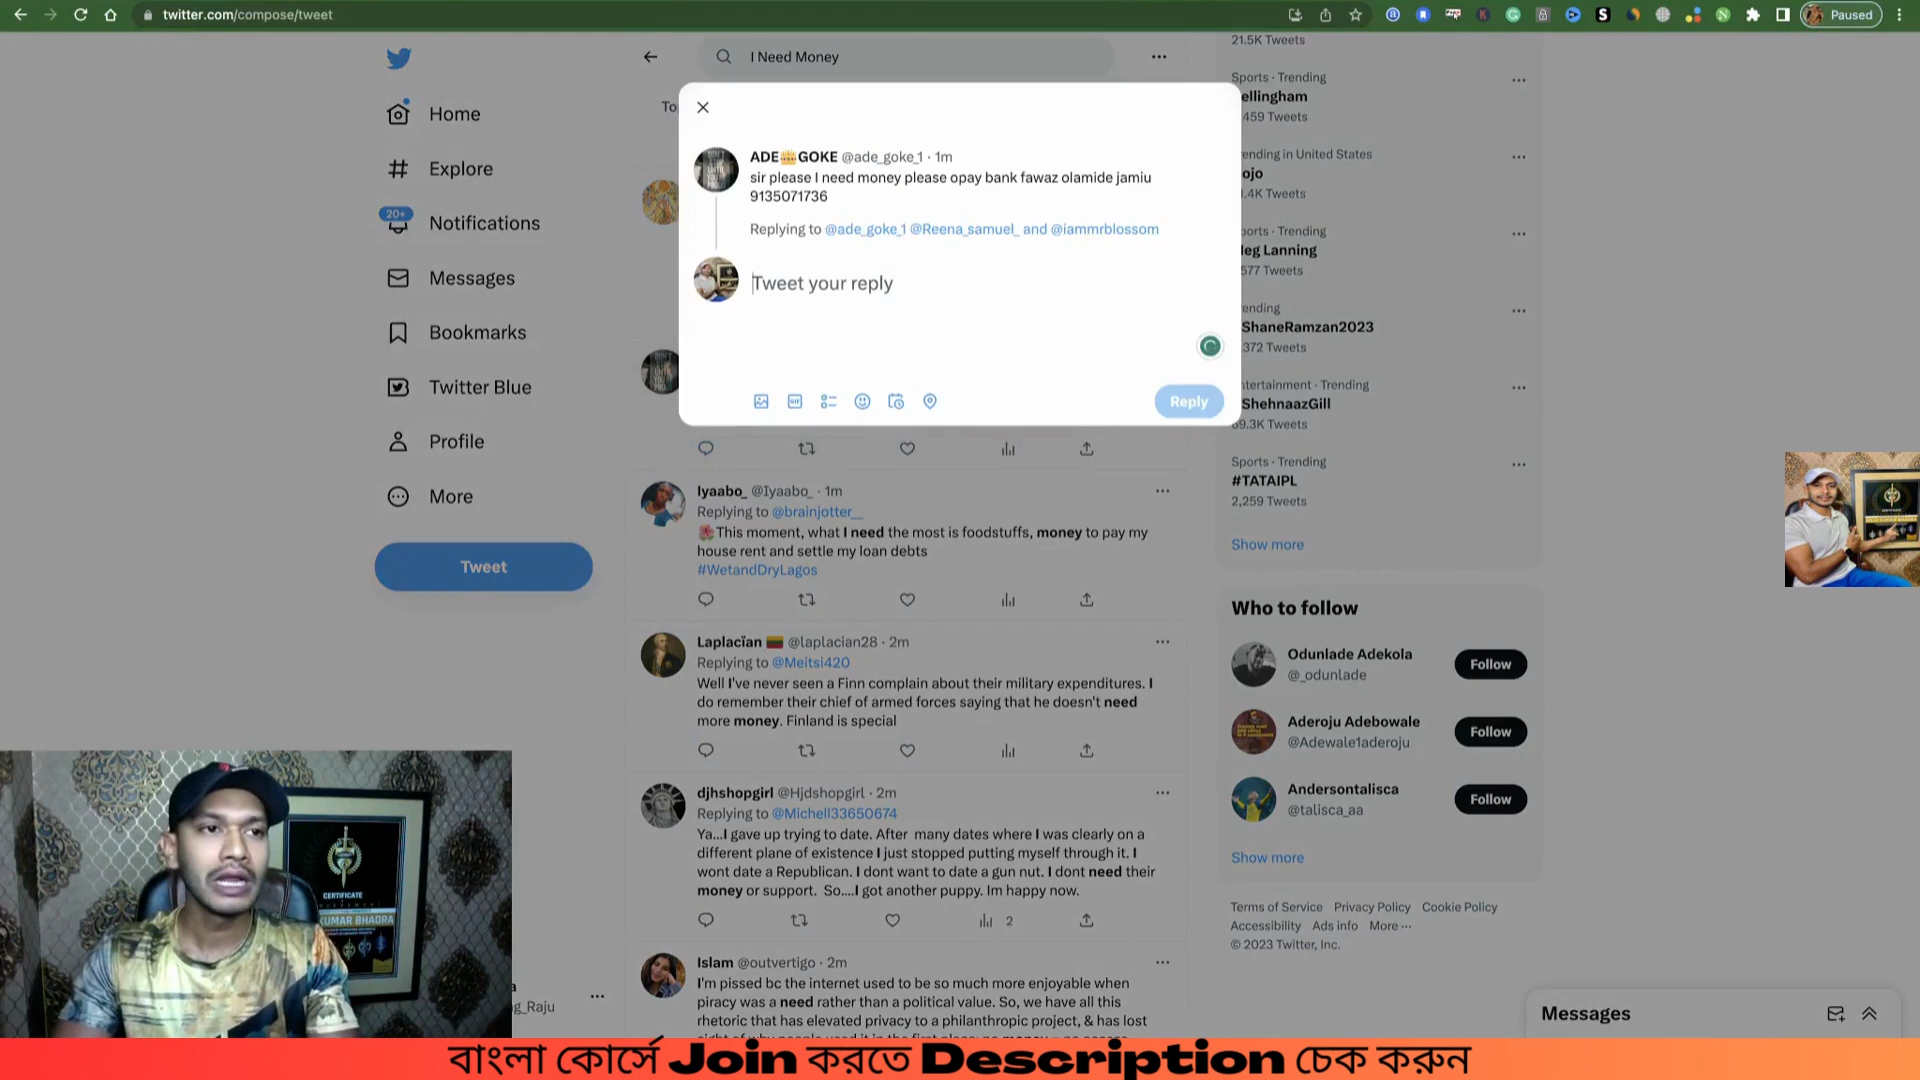 twitter.com/compose/tweet
Paused
Home
Explore
20+
Notifications
Messages
Bookmarks
Twitter Blue
Profile
More
Tweet
I Need Money
To
ADE👑GOKE @ade_goke_1 · 1m
sir please I need money please opay bank fawaz olamide jamiu
9135071736
Replying to @ade_goke_1 @Reena_samuel_ and @iammrblossom
Tweet your reply
GIF
Reply
Iyaabo_ @Iyaabo_ · 1m
Replying to @brainjotter__
🌺This moment, what I need the most is foodstuffs, money to pay my
house rent and settle my loan debts
#WetandDryLagos
Laplacïan 🇱🇹 @laplacian28 · 2m
Replying to @Meitsi420
Well I've never seen a Finn complain about their military expenditures. I
do remember their chief of armed forces saying that he doesn't need
more money. Finland is special
djhshopgirl @Hjdshopgirl · 2m
Replying to @Michell33650674
Ya...I gave up trying to date. After many dates where I was clearly on a
different plane of existence I just stopped putting myself through it. I
wont date a Republican. I dont want to date a gun nut. I dont need their
money or support. So....I got another puppy. Im happy now.
2
Islam @outvertigo · 2m
I'm pissed bc the internet used to be so much more enjoyable when
piracy was a need rather than a political value. So, we have all this
rhetoric that has elevated privacy to a philanthropic project, & has lost
21.5K Tweets
Sports · Trending
ellingham
459 Tweets
ending in United States
ojo
.4K Tweets
ports · Trending
leg Lanning
577 Tweets
ending
ShaneRamzan2023
372 Tweets
ntertainment · Trending
ShehnaazGill
69.3K Tweets
Sports · Trending
#TATAIPL
2,259 Tweets
Show more
Who to follow
Odunlade Adekola
@_odunlade
Follow
Aderoju Adebowale
@Adewale1aderoju
Follow
Andersontalisca
@talisca_aa
Follow
Show more
Terms of Service Privacy Policy Cookie Policy
Accessibility Ads info More ···
© 2023 Twitter, Inc.
Messages
g_Raju
CERTIFICATE
KUMAR BHADRA
বাংলা কোর্সে Join করতে Description চেক করুন